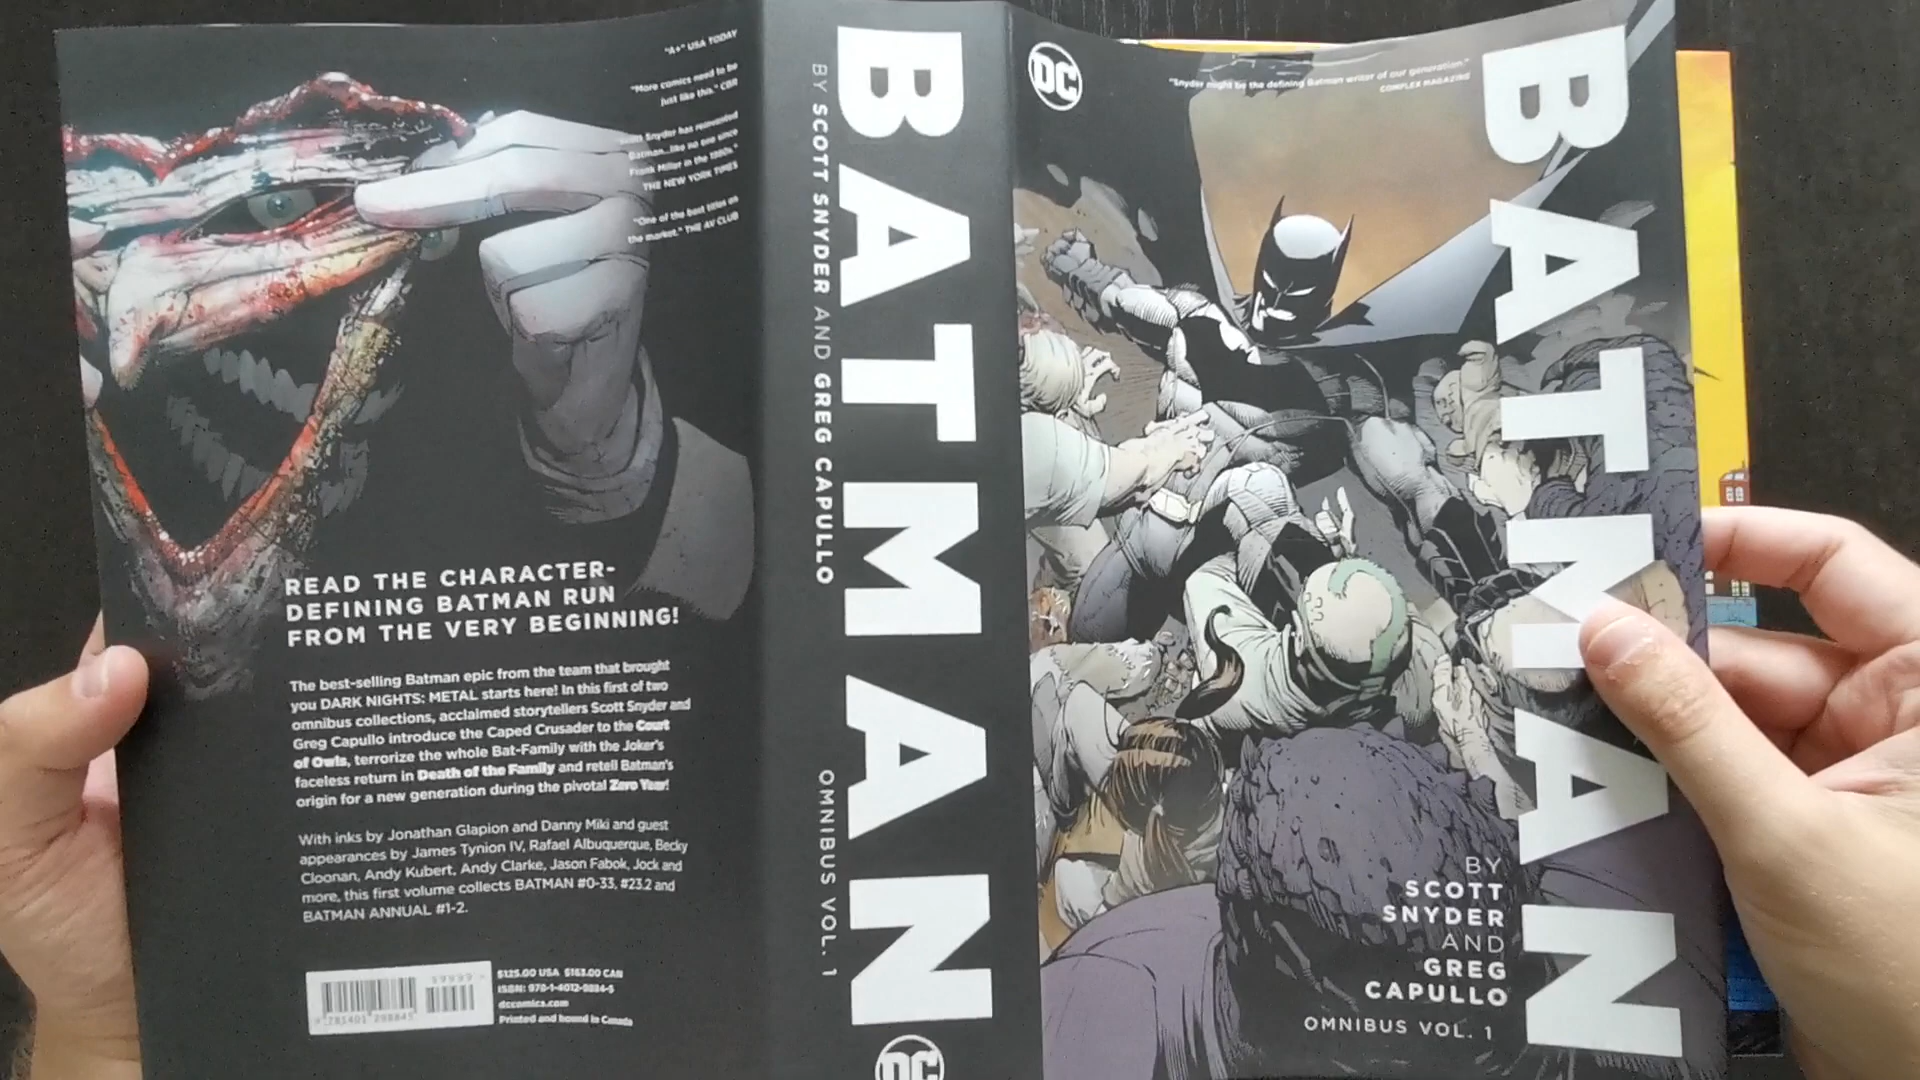 "A+" USA TODAY
"More comics need to be
just like this." CBR
"Scott Snyder has reinvented
Batman...like no one since
Frank Miller in the 1980s."
THE NEW YORK TIMES
"One of the best titles on
the market." THE AV CLUB
READ THE CHARACTER-
DEFINING BATMAN RUN
FROM THE VERY BEGINNING!
The best-selling Batman epic from the team that brought
you DARK NIGHTS: METAL starts here! In this first of two
omnibus collections, acclaimed storytellers Scott Snyder and
Greg Capullo introduce the Caped Crusader to the Court
of Owls, terrorize the whole Bat-Family with the Joker's
faceless return in Death of the Family and retell Batman's
origin for a new generation during the pivotal Zero Year!
With inks by Jonathan Glapion and Danny Miki and guest
appearances by James Tynion IV, Rafael Albuquerque, Becky
Cloonan, Andy Kubert, Andy Clarke, Jason Fabok, Jock and
more, this first volume collects BATMAN #0-33, #23.2 and
BATMAN ANNUAL #1-2.
$125.00 USA $163.00 CAN
ISBN: 978-1-4012-9884-5
dccomics.com
Printed and bound in Canada
9 781401 298845
BATMAN
BY SCOTT SNYDER AND GREG CAPULLO
OMNIBUS VOL. 1
DC
DC
"Snyder might be the defining Batman writer of our generation."
COMPLEX MAGAZINE
BATMAN
BY
SCOTT
SNYDER
AND
GREG
CAPULLO
OMNIBUS VOL. 1